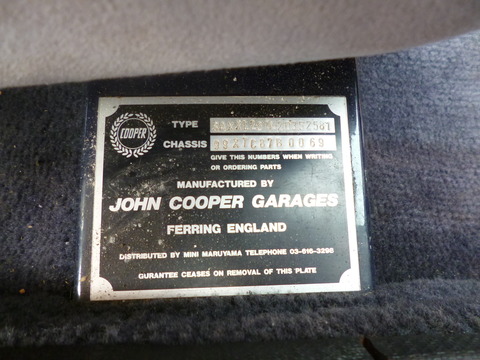 COOPER
TYPE
CHASSIS
GIVE THIS NUMBERS WHEN WRITING
OR ORDERING PARTS
MANUFACTURED BY
JOHN COOPER GARAGES
FERRING ENGLAND
DISTRIBUTED BY MINI MARUYAMA TELEPHONE 03-616-3296
GURANTEE CEASES ON REMOVAL OF THIS PLATE